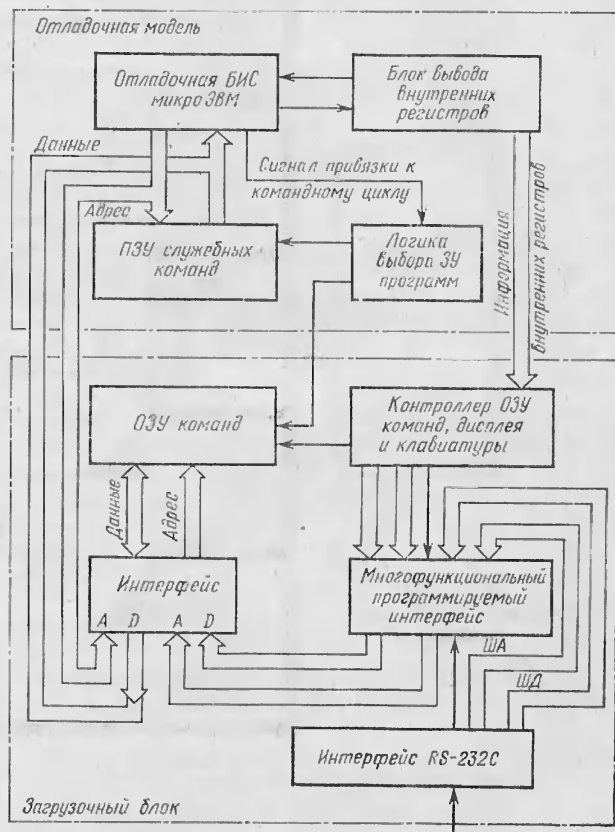 Отладочная модель
Отладочная БИС
микроЭВМ
Блок вывода
внутренних
регистров
Данные
Сигнал привязки к
командному циклу
Адрес
ПЗУ служебных
команд
Логика
выбора ЗУ
программ
Информация
внутренних регистров
ОЗУ команд
Контроллер ОЗУ
команд, дисплея
и клавиатуры
Данные
Адрес
Интерфейс
A D A D
Многофункциональный
программируемый
интерфейс
ША
ШД
Интерфейс RS-232C
Загрузочный блок